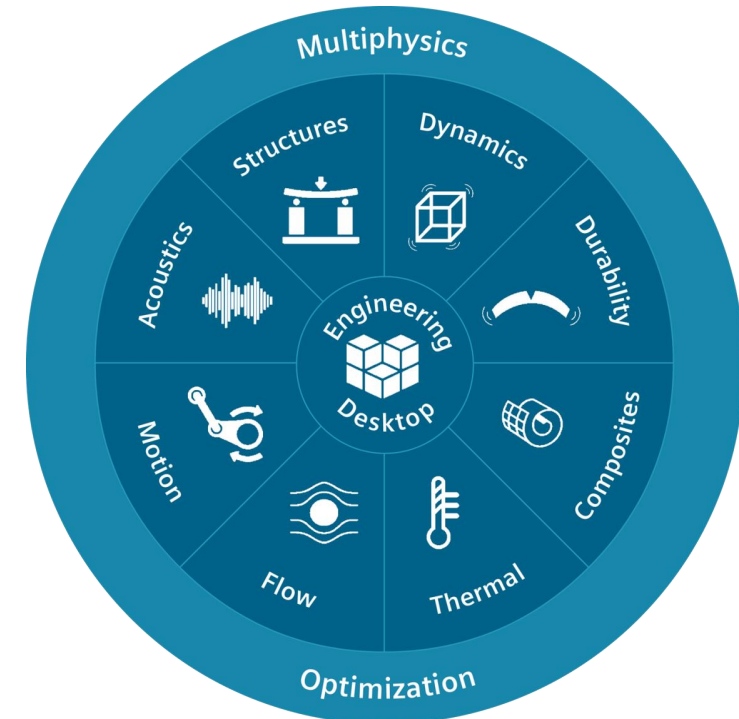 Multiphysics
Structures
Dynamics
Acoustics
Durability
Engineering
Desktop
Motion
Composites
Flow
Thermal
Optimization